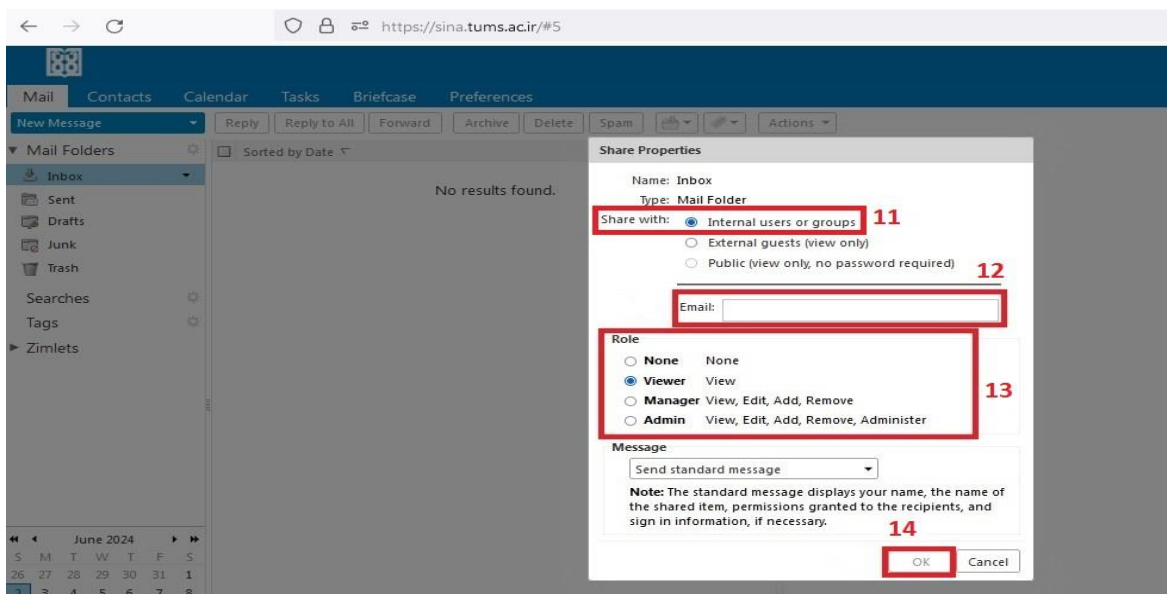 https://sina.tums.ac.ir/#5
Mail Contacts Calendar Tasks Briefcase Preferences
New Message Reply Reply to All Forward Archive Delete Spam Actions
Mail Folders
Sorted by Date
Inbox
No results found.
Sent
Drafts
Junk
Trash
Searches
Tags
Zimlets
Share Properties
Name: Inbox
Type: Mail Folder
Share with: Internal users or groups 11
External guests (view only)
Public (view only, no password required)
12
Email:
Role
None None
Viewer View
13
Manager View, Edit, Add, Remove
Admin View, Edit, Add, Remove, Administer
Message
Send standard message
Note: The standard message displays your name, the name of
the shared item, permissions granted to the recipients, and
sign in information, if necessary.
14
OK Cancel
June 2024
S M T W T F S
26 27 28 29 30 31 1
2 3 4 5 6 7 8